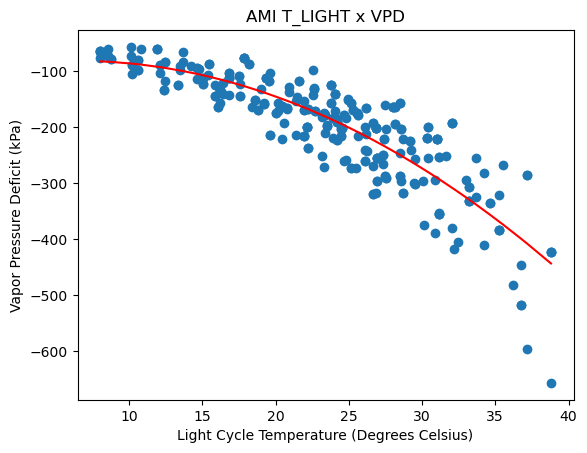 AMI T_LIGHT x VPD
Vapor Pressure Deficit (kPa)
−100
−200
−300
−400
−500
−600
10 15 20 25 30 35 40
Light Cycle Temperature (Degrees Celsius)